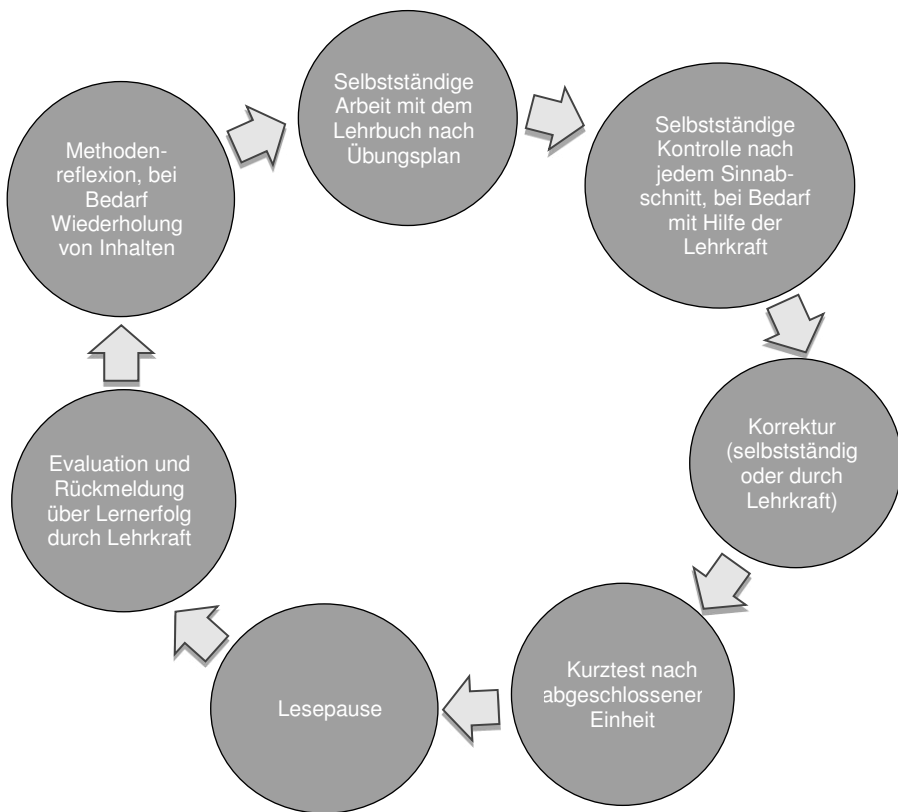 Selbstständige
Arbeit mit dem
Lehrbuch nach
Übungsplan
Selbstständige
Kontrolle nach
jedem Sinnab-
schnitt, bei Bedarf
mit Hilfe der
Lehrkraft
Korrektur
(selbstständig
oder durch
Lehrkraft)
Kurztest nach
abgeschlossener
Einheit
Lesepause
Evaluation und
Rückmeldung
über Lernerfolg
durch Lehrkraft
Methoden-
reflexion, bei
Bedarf
Wiederholung
von Inhalten